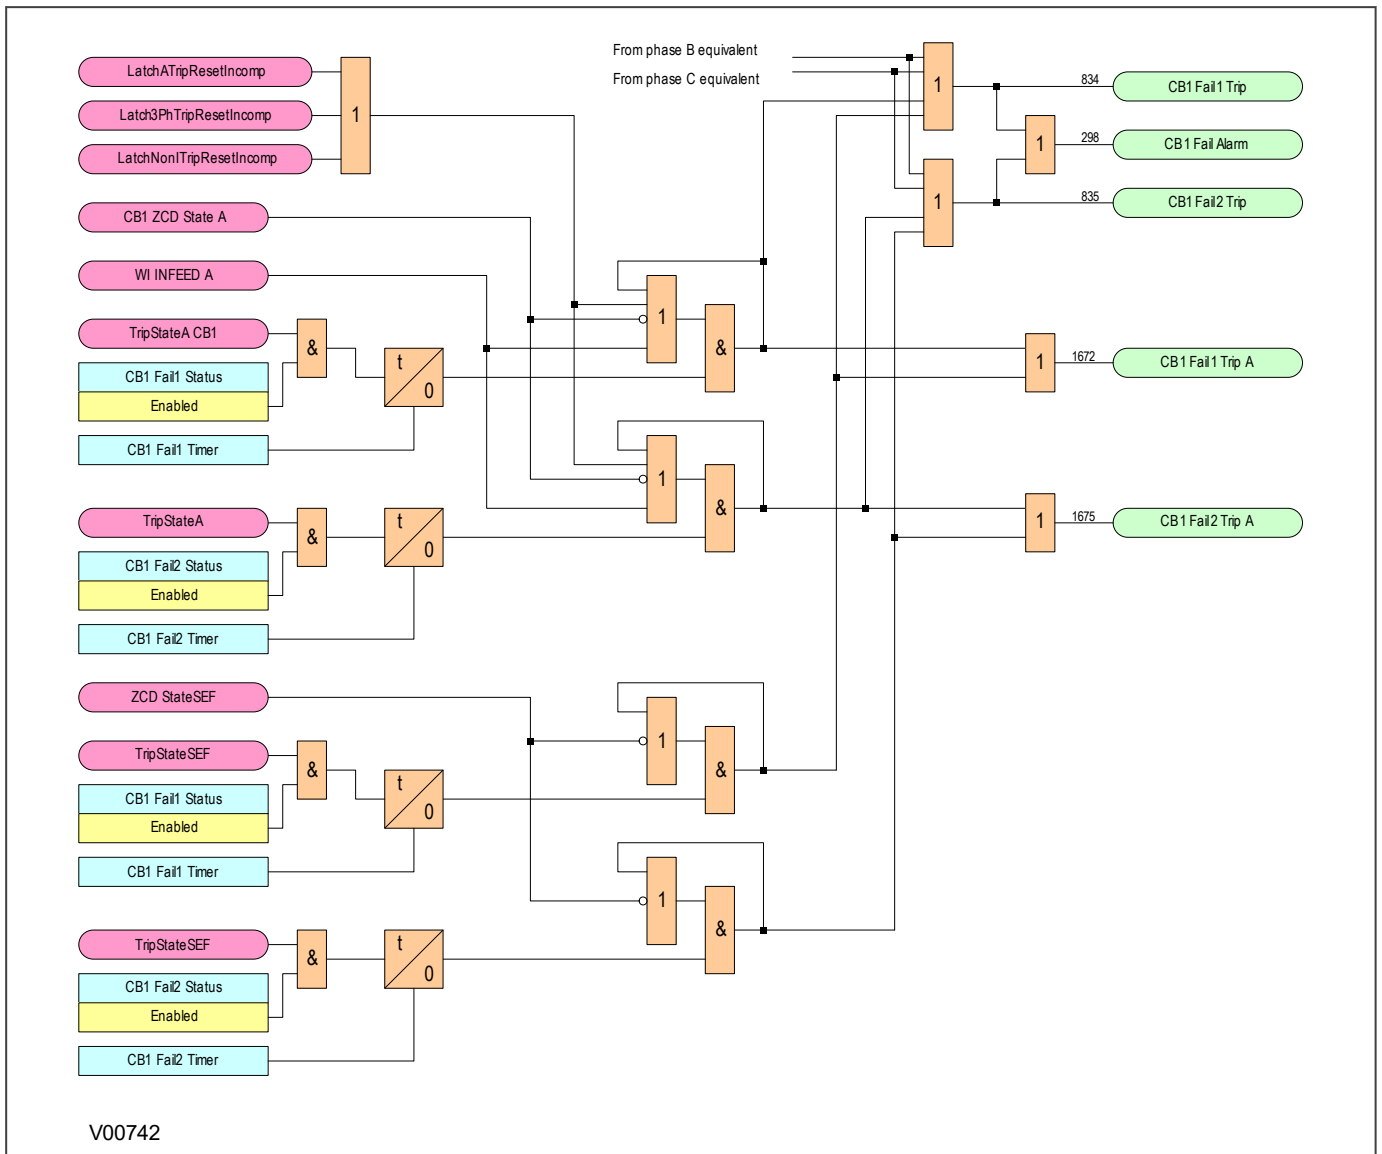 From phase B equivalent
From phase C equivalent
LatchATripResetIncomp
Latch3PhTripResetIncomp
LatchNonITripResetIncomp
1
1
834
CB1 Fail1 Trip
1
298
CB1 Fail Alarm
1
835
CB1 Fail2 Trip
CB1 ZCD State A
WI INFEED A
TripStateA CB1
CB1 Fail1 Status
Enabled
CB1 Fail1 Timer
&
t
0
1
&
1
1672
CB1 Fail1 Trip A
TripStateA
CB1 Fail2 Status
Enabled
CB1 Fail2 Timer
&
t
0
1
&
1
1675
CB1 Fail2 Trip A
ZCD StateSEF
TripStateSEF
CB1 Fail1 Status
Enabled
CB1 Fail1 Timer
&
t
0
1
&
TripStateSEF
CB1 Fail2 Status
Enabled
CB1 Fail2 Timer
&
t
0
1
&
V00742